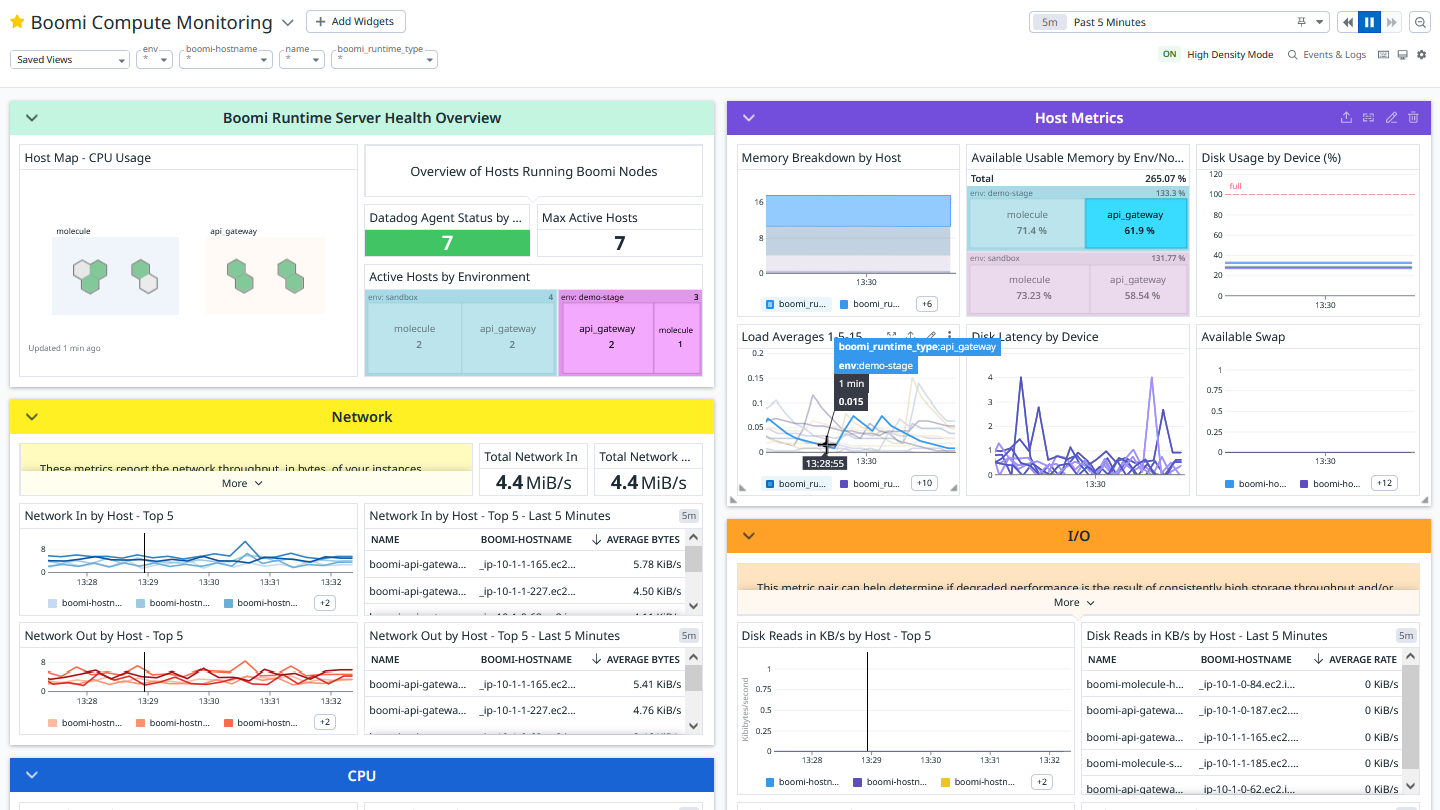 Boomi Compute Monitoring
+ Add Widgets
5m Past 5 Minutes
Saved Views
env
*
boomi-hostname
*
name
*
boomi_runtime_type
*
ON High Density Mode
Events & Logs
Boomi Runtime Server Health Overview
Host Map - CPU Usage
molecule
api_gateway
Updated 1 min ago
Overview of Hosts Running Boomi Nodes
Datadog Agent Status by ...
7
Max Active Hosts
7
Active Hosts by Environment
env: sandbox 4
molecule
2
api_gateway
2
env: demo-stage 3
api_gateway
2
molecule
1
Network
These metrics report the network throughput, in bytes, of your instances
More
Total Network In
4.4 MiB/s
Total Network ...
4.4 MiB/s
Network In by Host - Top 5
8
0
13:28 13:29 13:30 13:31 13:32
boomi-hostn... boomi-hostn... boomi-hostn... +2
Network In by Host - Top 5 - Last 5 Minutes 5m
NAME BOOMI-HOSTNAME AVERAGE BYTES
boomi-api-gatewa... _ip-10-1-1-165.ec2... 5.78 KiB/s
boomi-api-gatewa... _ip-10-1-1-227.ec2... 4.50 KiB/s
Network Out by Host - Top 5
8
0
13:28 13:29 13:30 13:31 13:32
boomi-hostn... boomi-hostn... boomi-hostn... +2
Network Out by Host - Top 5 - Last 5 Minutes 5m
NAME BOOMI-HOSTNAME AVERAGE BYTES
boomi-api-gatewa... _ip-10-1-1-165.ec2... 5.41 KiB/s
boomi-api-gatewa... _ip-10-1-1-227.ec2... 4.76 KiB/s
CPU
Host Metrics
Memory Breakdown by Host
16
8
0
13:30
boomi_ru... boomi_ru... +6
Available Usable Memory by Env/No...
Total 265.07 %
env: demo-stage 133.3 %
molecule
71.4 %
api_gateway
61.9 %
env: sandbox 131.77 %
molecule
73.23 %
api_gateway
58.54 %
Disk Usage by Device (%)
120
full
100
80
60
40
20
0
13:30
Load Averages 1-5-15
0.2
0.15
0.1
0.05
0
boomi_runtime_type:api_gateway
env:demo-stage
1 min
0.015
13:28:55
13:30
boomi_ru... boomi_ru... +10
Disk Latency by Device
4
3
2
1
0
13:30
Available Swap
1
0.75
0.5
0.25
0
13:30
boomi-ho... boomi-ho... +12
I/O
This metric pair can help determine if degraded performance is the result of consistently high storage throughput and/or
More
Disk Reads in KB/s by Host - Top 5
Kibibytes/second
1
0.75
0.5
0.25
0
13:28 13:29 13:30 13:31 13:32
boomi-hostn... boomi-hostn... boomi-hostn... +2
Disk Reads in KB/s by Host - Last 5 Minutes 5m
NAME BOOMI-HOSTNAME AVERAGE RATE
boomi-molecule-h... _ip-10-1-0-84.ec2.i... 0 KiB/s
boomi-api-gatewa... _ip-10-1-0-187.ec2.... 0 KiB/s
boomi-api-gatewa... _ip-10-1-1-165.ec2.... 0 KiB/s
boomi-molecule-s... _ip-10-1-1-185.ec2.... 0 KiB/s
boomi-api-gatewa... _ip-10-1-0-62.ec2.i... 0 KiB/s